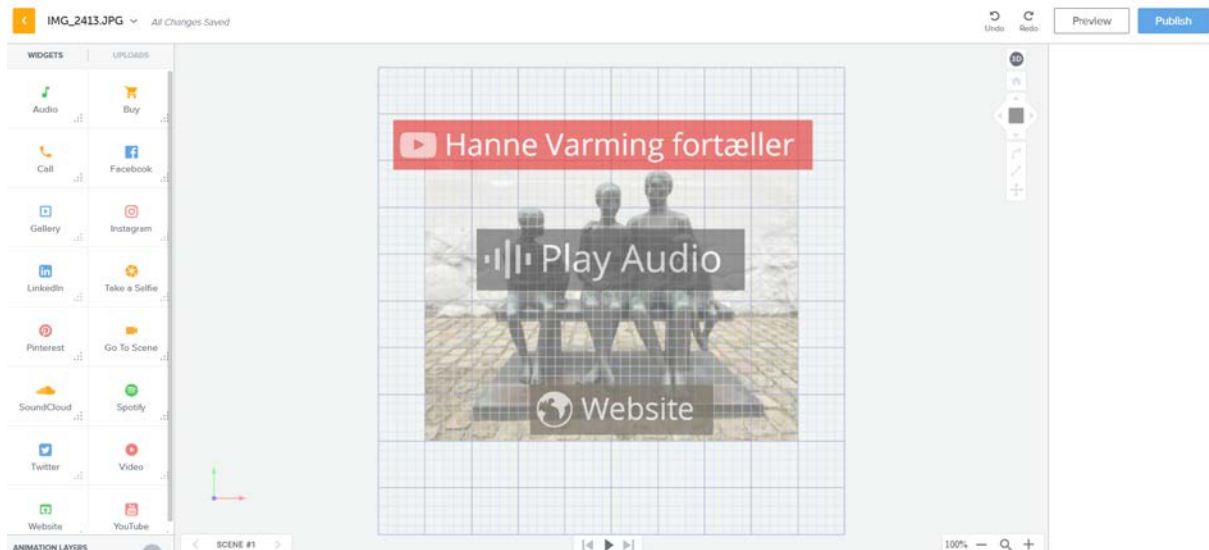 IMG_2413.JPG
All Changes Saved
Undo
Redo
Preview
Publish
WIDGETS
UPLOADS
3D
Audio
Buy
Call
Facebook
Gallery
Instagram
LinkedIn
Take a Selfie
Pinterest
Go To Scene
SoundCloud
Spotify
Twitter
Video
Website
YouTube
ANIMATION LAYERS
Hanne Varming fortæller
Play Audio
Website
SCENE #1
100%